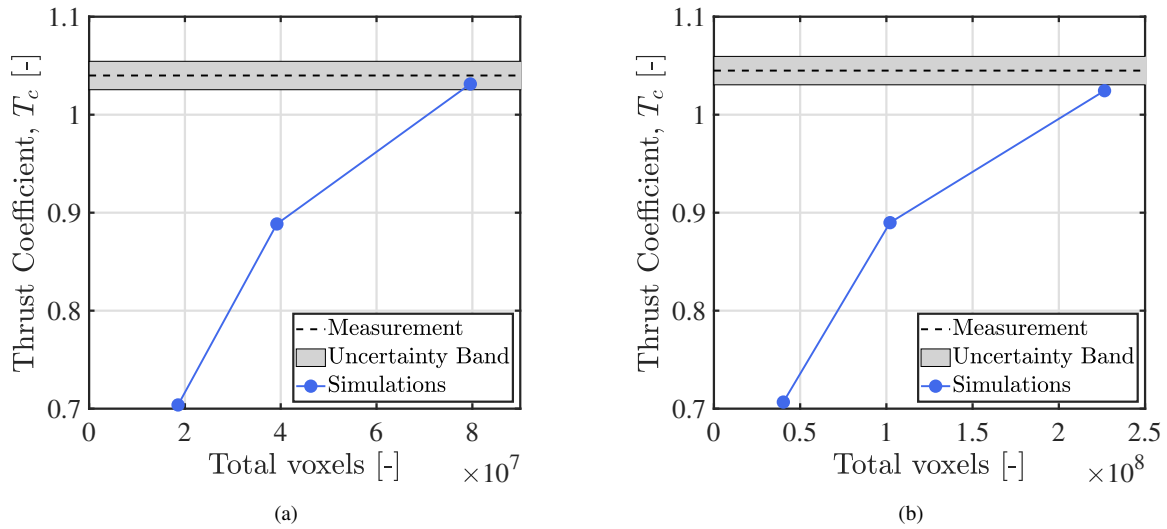 1.1
1
0.9
0.8
0.7
Thrust Coefficient, T_c [-]
Measurement
Uncertainty Band
Simulations
0 2 4 6 8
Total voxels [-]
×10^7
(a)
1.1
1
0.9
0.8
0.7
Thrust Coefficient, T_c [-]
Measurement
Uncertainty Band
Simulations
0 0.5 1 1.5 2 2.5
Total voxels [-]
×10^8
(b)